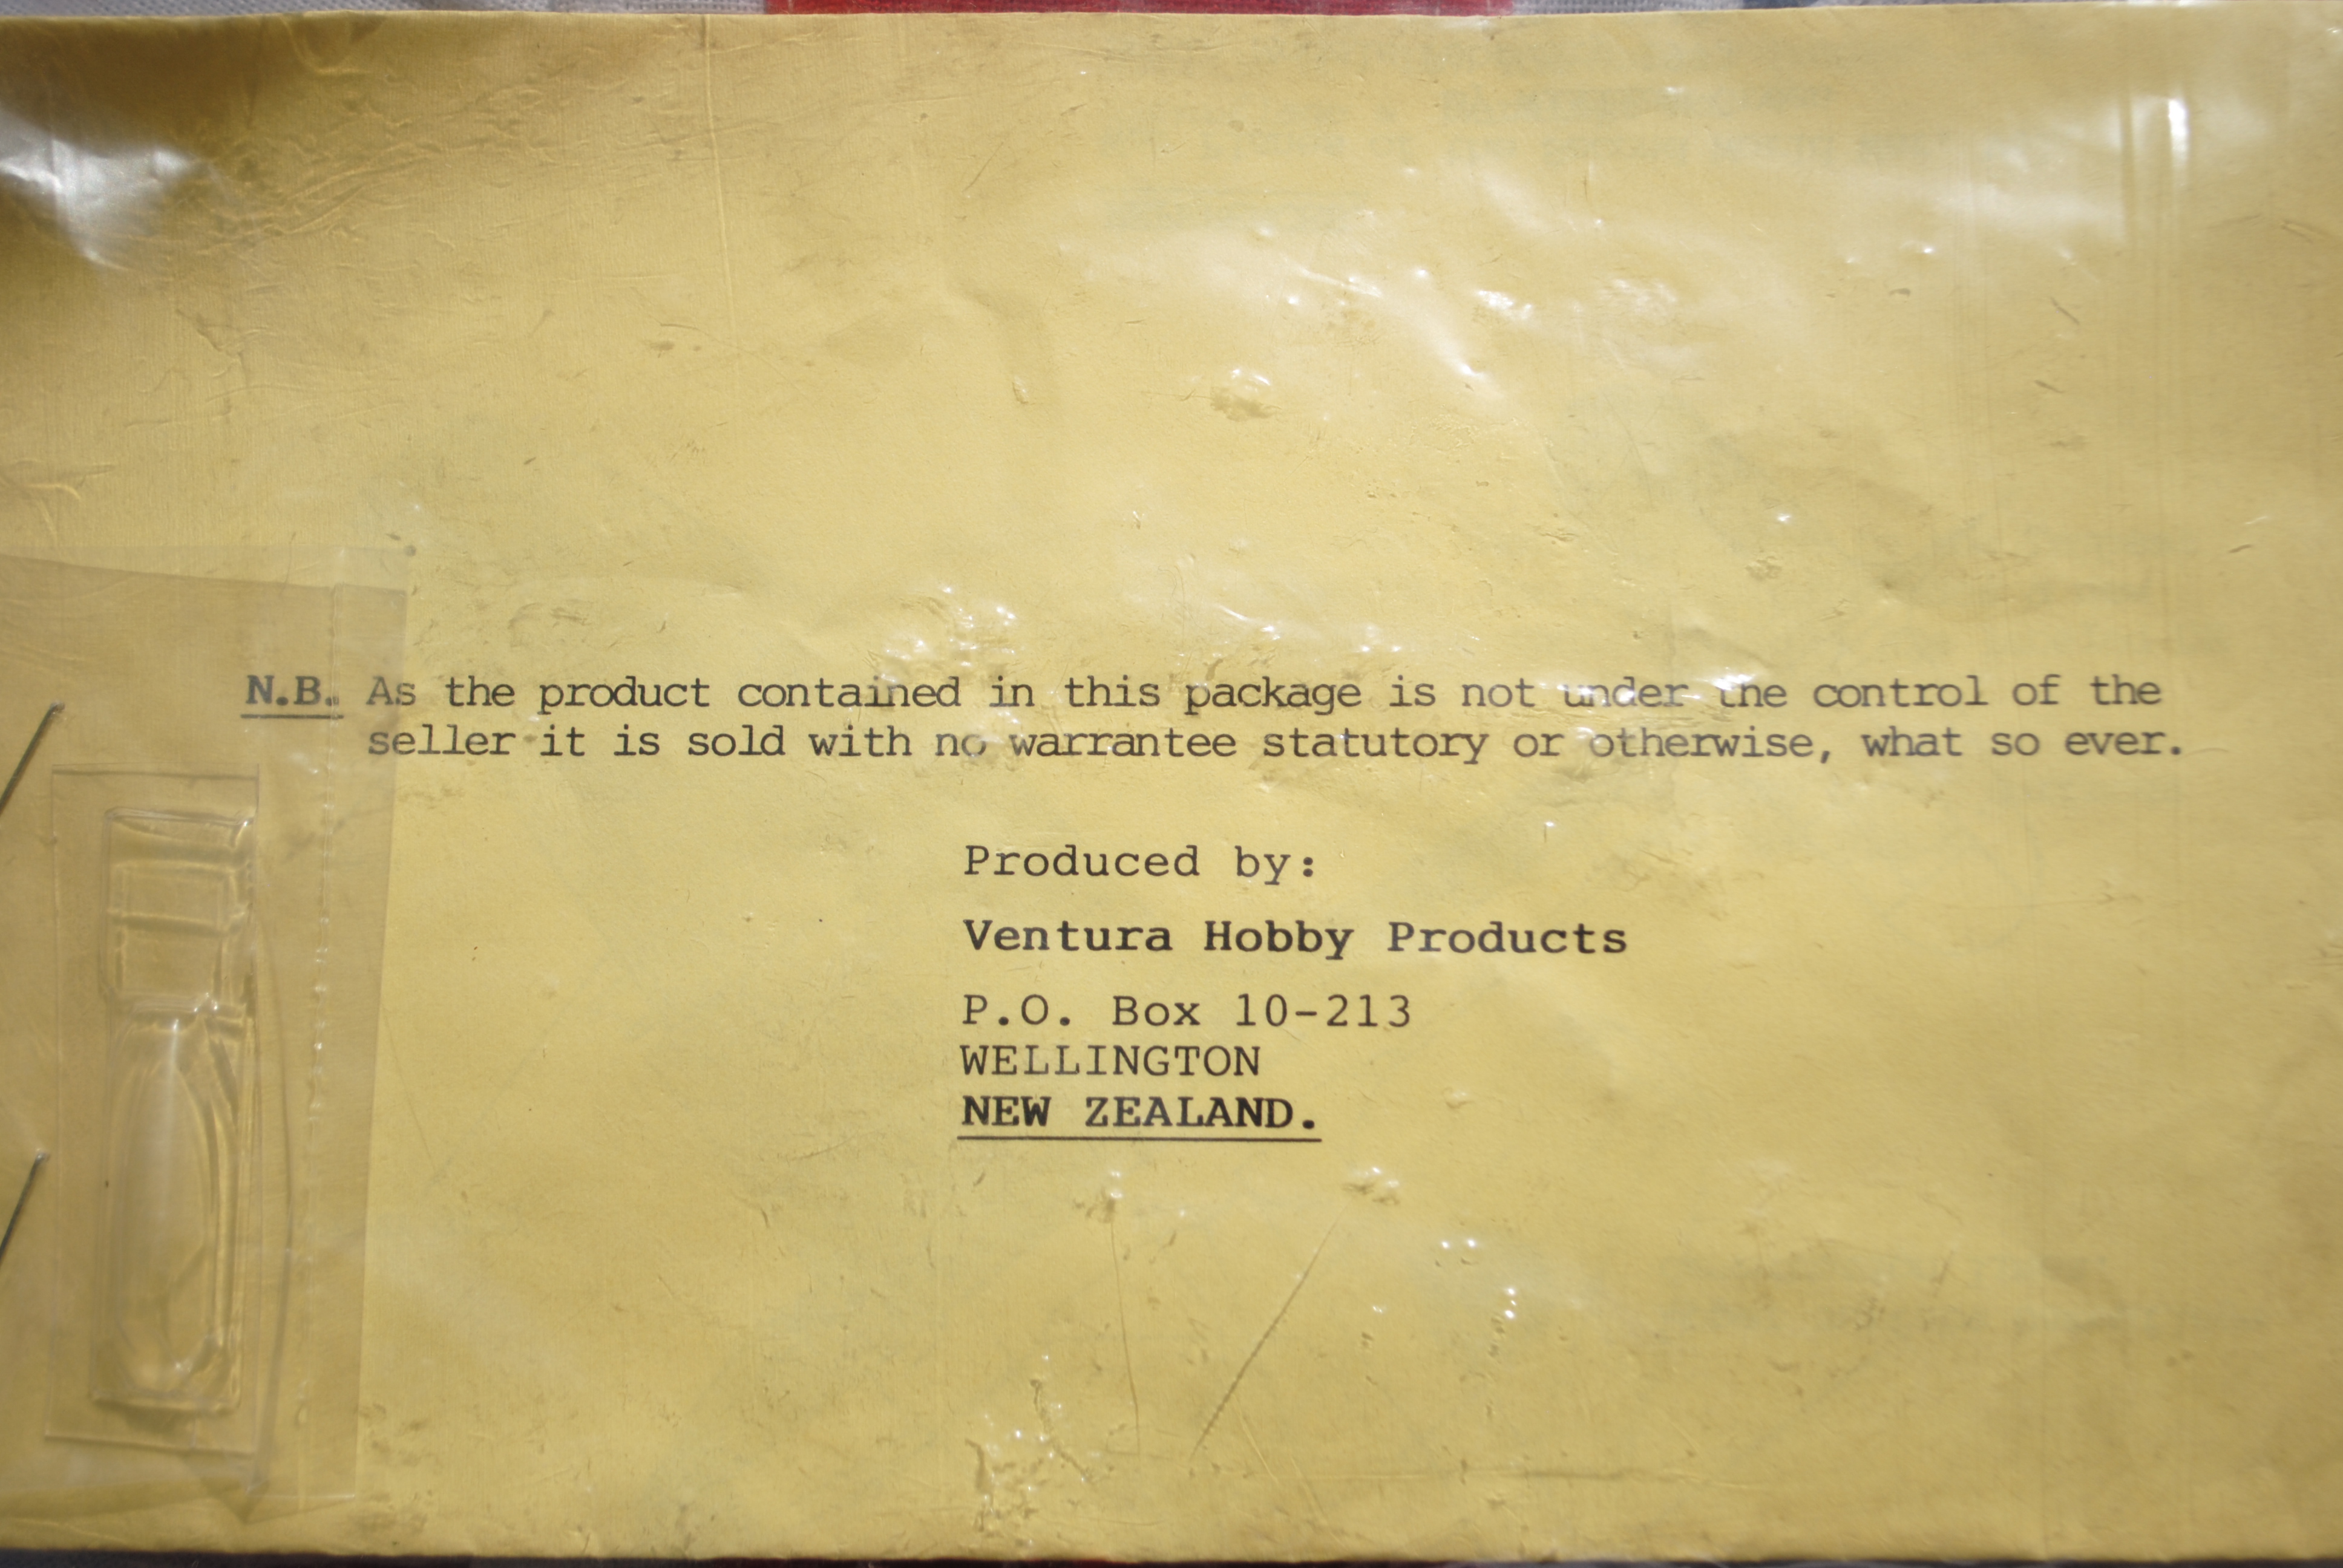 N.B. As the product contained in this package is not under the control of the
seller it is sold with no warrantee statutory or otherwise, what so ever.
Produced by:
Ventura Hobby Products
P.O. Box 10-213
WELLINGTON
NEW ZEALAND.